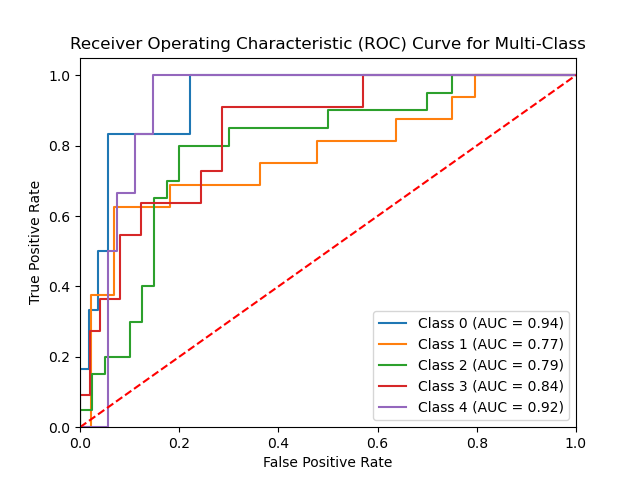 Receiver Operating Characteristic (ROC) Curve for Multi-Class
1.0
0.8
0.6
0.4
0.2
0.0
True Positive Rate
Class 0 (AUC = 0.94)
Class 1 (AUC = 0.77)
Class 2 (AUC = 0.79)
Class 3 (AUC = 0.84)
Class 4 (AUC = 0.92)
0.0 0.2 0.4 0.6 0.8 1.0
False Positive Rate